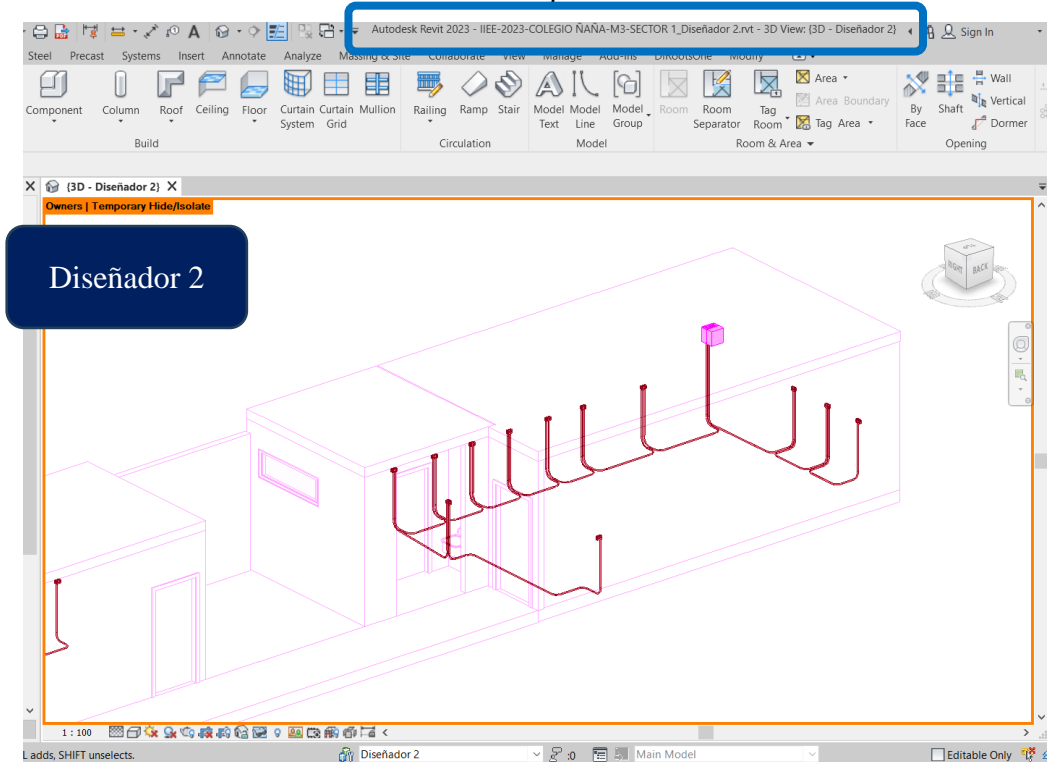 Autodesk Revit 2023 - IIEE-2023-COLEGIO ÑAÑA-M3-SECTOR 1_Diseñador 2.rvt - 3D View: {3D - Diseñador 2}
Sign In
Steel Precast Systems Insert Annotate Analyze Massing & Site Collaborate View Manage Add-Ins DiRootsOne Modify
Component Column Roof Ceiling Floor Curtain System Curtain Grid Mullion Railing Ramp Stair Model Text Model Line Model Group Room Room Separator Tag Room
Area
Area Boundary
Tag Area
By Face Shaft
Wall
Vertical
Dormer
Build Circulation Model Room & Area Opening
{3D - Diseñador 2}
Owners | Temporary Hide/Isolate
Diseñador 2
RIGHT BACK
1 : 100
L adds, SHIFT unselects. Diseñador 2 :0 Main Model Editable Only